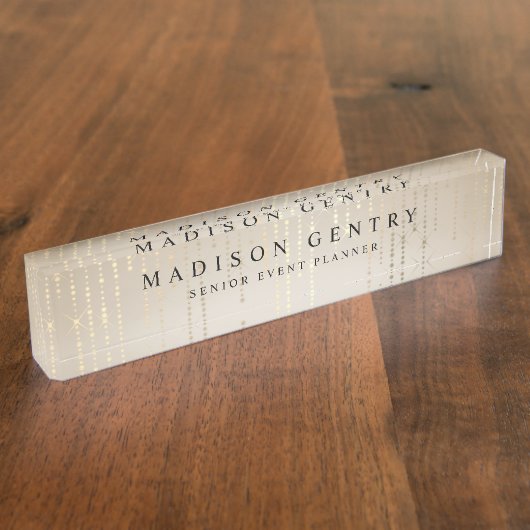 MADISON GENTRY
SENIOR EVENT PLANNER